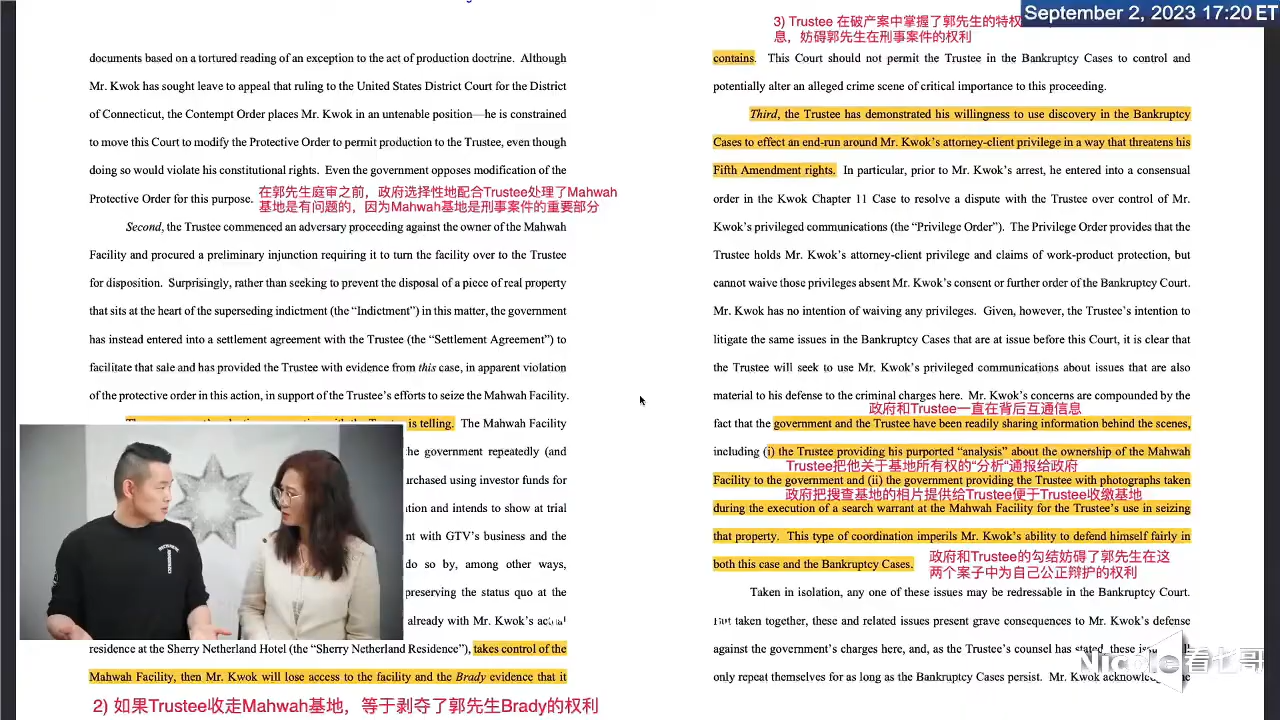 September 2, 2023 17:20 ET
documents based on a tortured reading of an exception to the act of production doctrine. Although
Mr. Kwok has sought leave to appeal that ruling to the United States District Court for the District
of Connecticut, the Contempt Order places Mr. Kwok in an untenable position—he is constrained
to move this Court to modify the Protective Order to permit production to the Trustee, even though
doing so would violate his constitutional rights. Even the government opposes modification of the
Protective Order for this purpose.
在郭先生庭审之前，政府选择性地配合Trustee处理了Mahwah
基地是有问题的，因为Mahwah基地是刑事案件的重要部分
Second, the Trustee commenced an adversary proceeding against the owner of the Mahwah
Facility and procured a preliminary injunction requiring it to turn the facility over to the Trustee
for disposition. Surprisingly, rather than seeking to prevent the disposal of a piece of real property
that sits at the heart of the superseding indictment (the “Indictment”) in this matter, the government
has instead entered into a settlement agreement with the Trustee (the “Settlement Agreement”) to
facilitate that sale and has provided the Trustee with evidence from this case, in apparent violation
of the protective order in this action, in support of the Trustee’s efforts to seize the Mahwah Facility.
is telling. The Mahwah Facility
the government repeatedly (and
urchased using investor funds for
tion and intends to show at trial
nt with GTV’s business and the
do so by, among other ways,
preserving the status quo at the
already with Mr. Kwok’s actual
residence at the Sherry Netherland Hotel (the “Sherry Netherland Residence”), takes control of the
Mahwah Facility, then Mr. Kwok will lose access to the facility and the Brady evidence that it
2) 如果Trustee收走Mahwah基地，等于剥夺了郭先生Brady的权利
3) Trustee 在破产案中掌握了郭先生的特权
息，妨碍郭先生在刑事案件的权利
contains. This Court should not permit the Trustee in the Bankruptcy Cases to control and
potentially alter an alleged crime scene of critical importance to this proceeding.
Third, the Trustee has demonstrated his willingness to use discovery in the Bankruptcy
Cases to effect an end-run around Mr. Kwok’s attorney-client privilege in a way that threatens his
Fifth Amendment rights. In particular, prior to Mr. Kwok’s arrest, he entered into a consensual
order in the Kwok Chapter 11 Case to resolve a dispute with the Trustee over control of Mr.
Kwok’s privileged communications (the “Privilege Order”). The Privilege Order provides that the
Trustee holds Mr. Kwok’s attorney-client privilege and claims of work-product protection, but
cannot waive those privileges absent Mr. Kwok’s consent or further order of the Bankruptcy Court.
Mr. Kwok has no intention of waiving any privileges. Given, however, the Trustee’s intention to
litigate the same issues in the Bankruptcy Cases that are at issue before this Court, it is clear that
the Trustee will seek to use Mr. Kwok’s privileged communications about issues that are also
material to his defense to the criminal charges here. Mr. Kwok’s concerns are compounded by the
政府和Trustee一直在背后互通信息
fact that the government and the Trustee have been readily sharing information behind the scenes,
including (i) the Trustee providing his purported “analysis” about the ownership of the Mahwah
Trustee把他关于基地所有权的“分析“通报给政府
Facility to the government and (ii) the government providing the Trustee with photographs taken
政府把搜查基地的相片提供给Trustee便于Trustee收缴基地
during the execution of a search warrant at the Mahwah Facility for the Trustee’s use in seizing
that property. This type of coordination imperils Mr. Kwok’s ability to defend himself fairly in
both this case and the Bankruptcy Cases.
政府和Trustee的勾结妨碍了郭先生在这
两个案子中为自己公正辩护的权利
Taken in isolation, any one of these issues may be redressable in the Bankruptcy Court.
But taken together, these and related issues present grave consequences to Mr. Kwok’s defense
against the government’s charges here, and, as the Trustee’s counsel has stated, these
only repeat themselves for as long as the Bankruptcy Cases persist. Mr. Kwok
Nicole看七哥